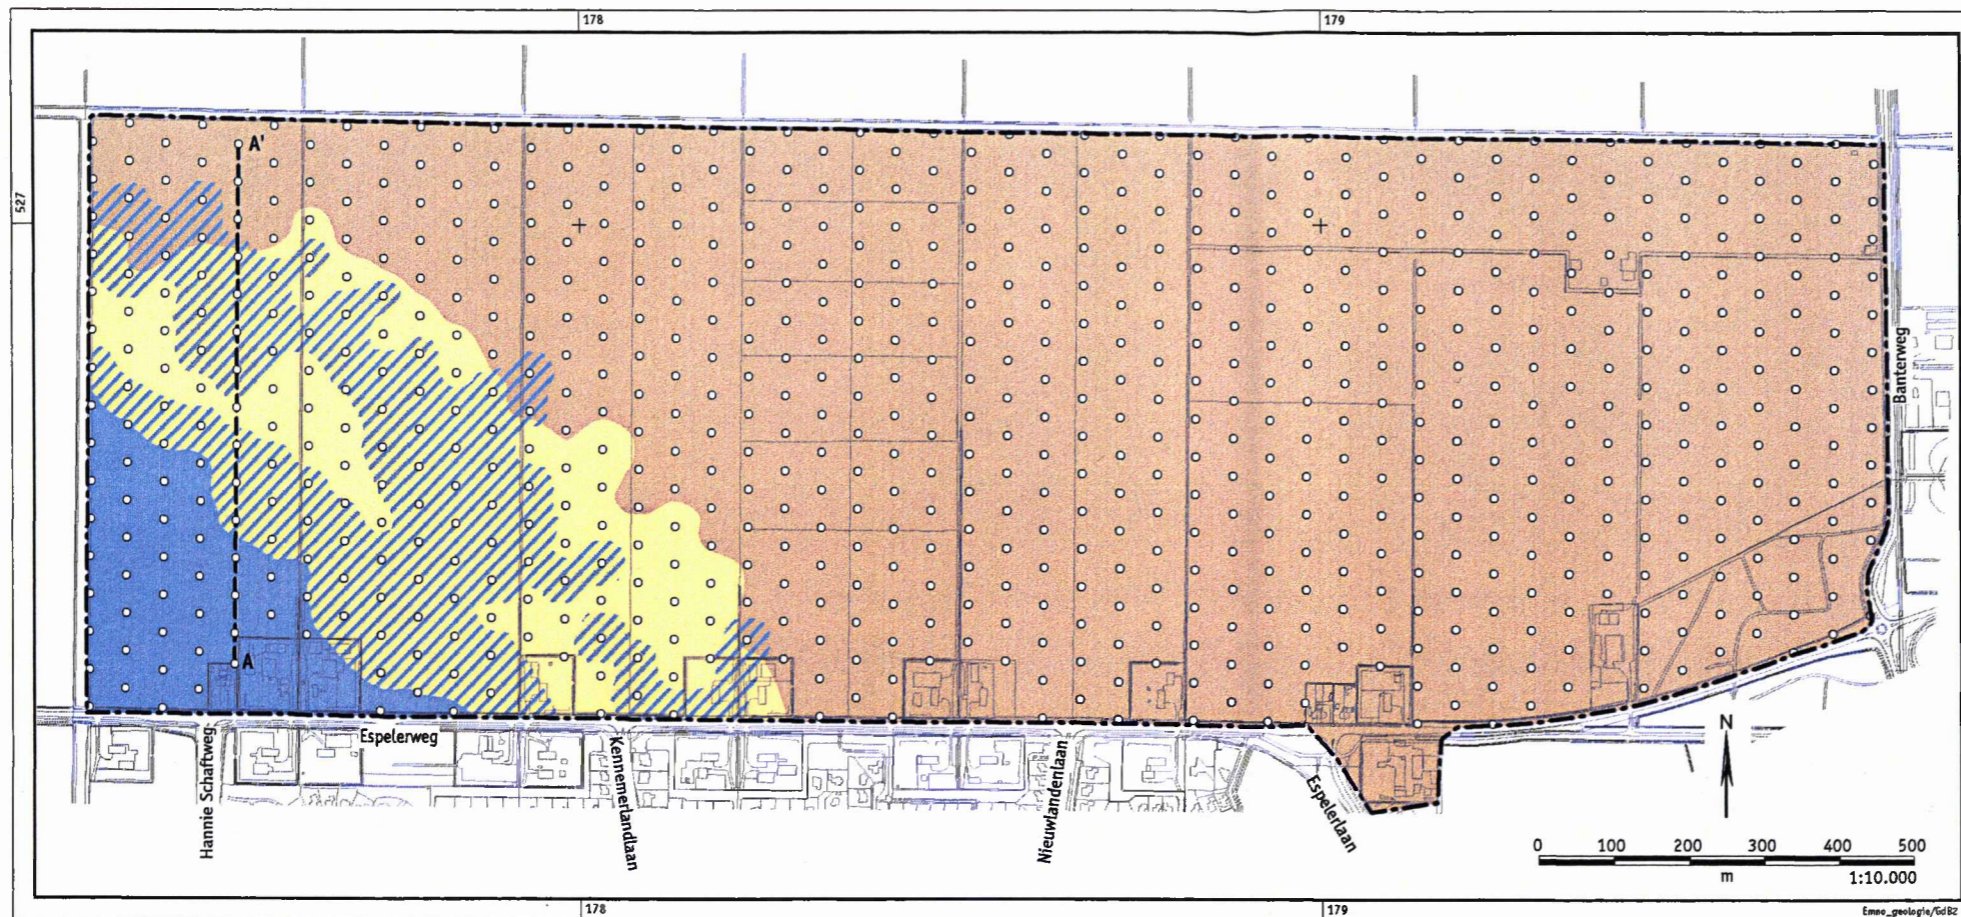 178
179
527
A'
A
Banterweg
Espelerweg
Hannie Schaftweg
Kennemerlandlaan
Nieuwlandenlaan
Espelerlaan
N
0 100 200 300 400 500
m 1:10.000
178
179
Emno_geologie/GdB2